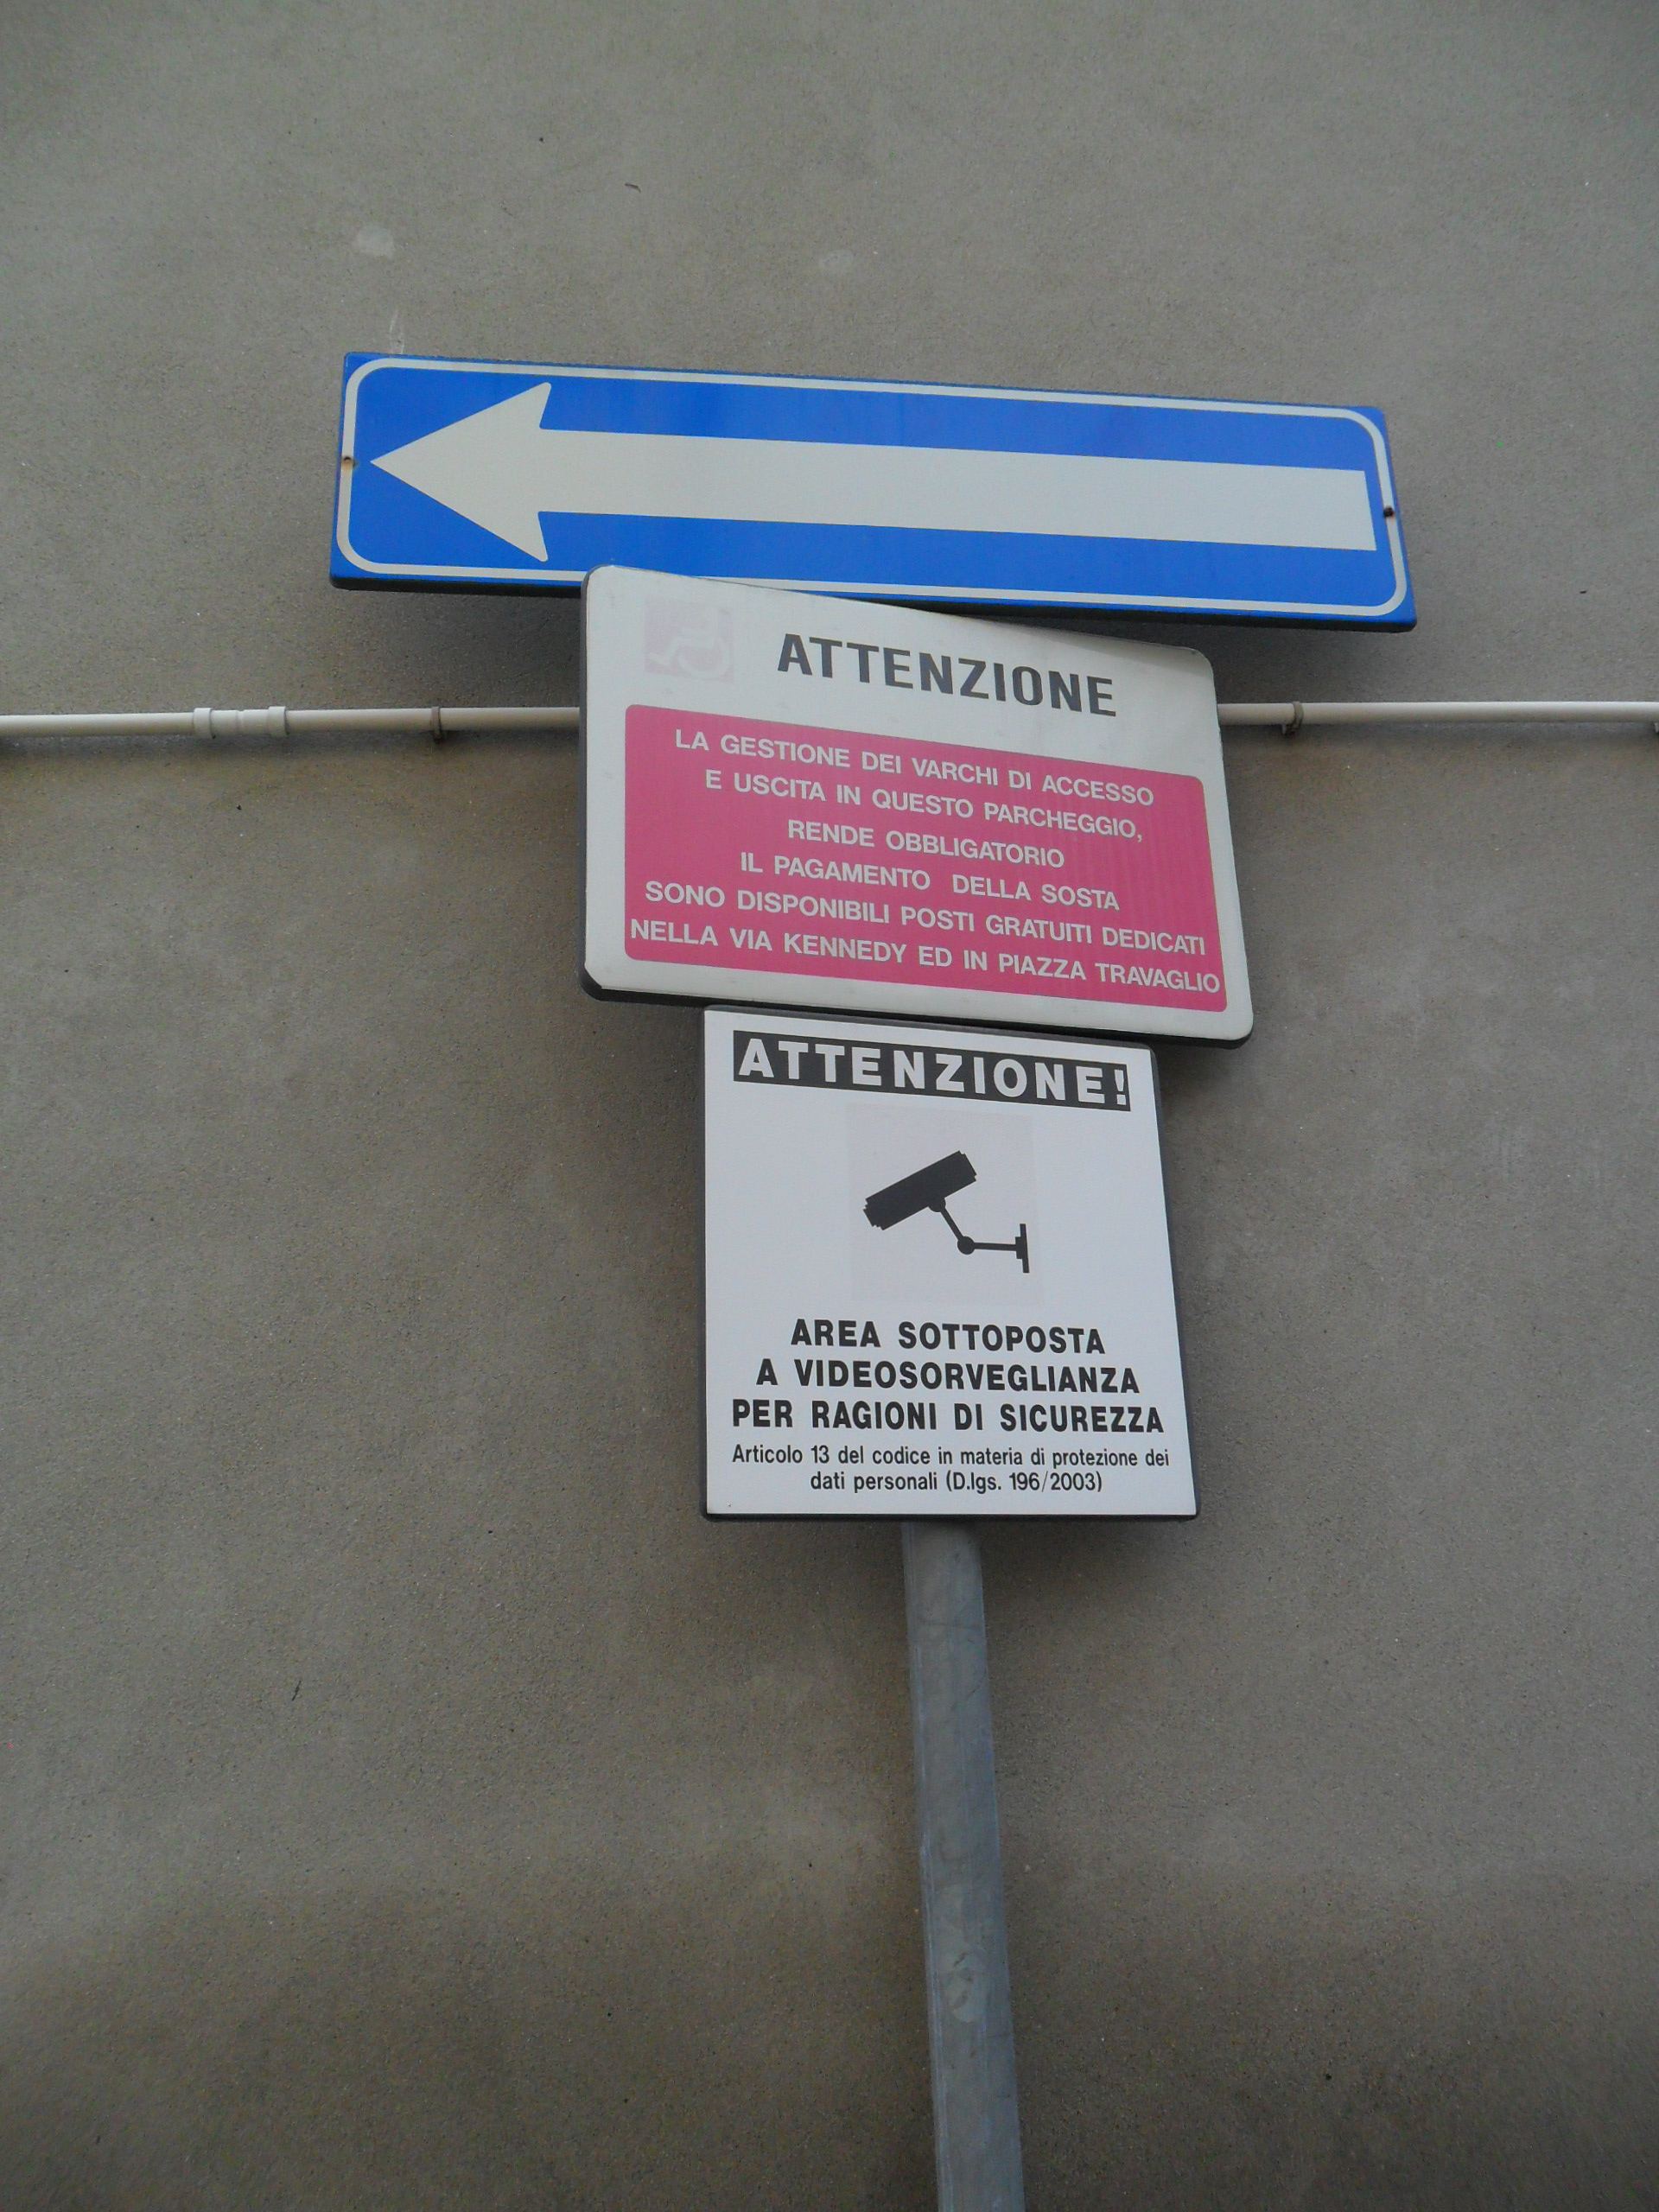 ATTENZIONE
LA GESTIONE DEI VARCHI DI ACCESSO
E USCITA IN QUESTO PARCHEGGIO,
RENDE OBBLIGATORIO
IL PAGAMENTO DELLA SOSTA
SONO DISPONIBILI POSTI GRATUITI DEDICATI
NELLA VIA KENNEDY ED IN PIAZZA TRAVAGLIO
ATTENZIONE!
AREA SOTTOPOSTA
A VIDEOSORVEGLIANZA
PER RAGIONI DI SICUREZZA
Articolo 13 del codice in materia di protezione dei
dati personali (D.lgs. 196/2003)